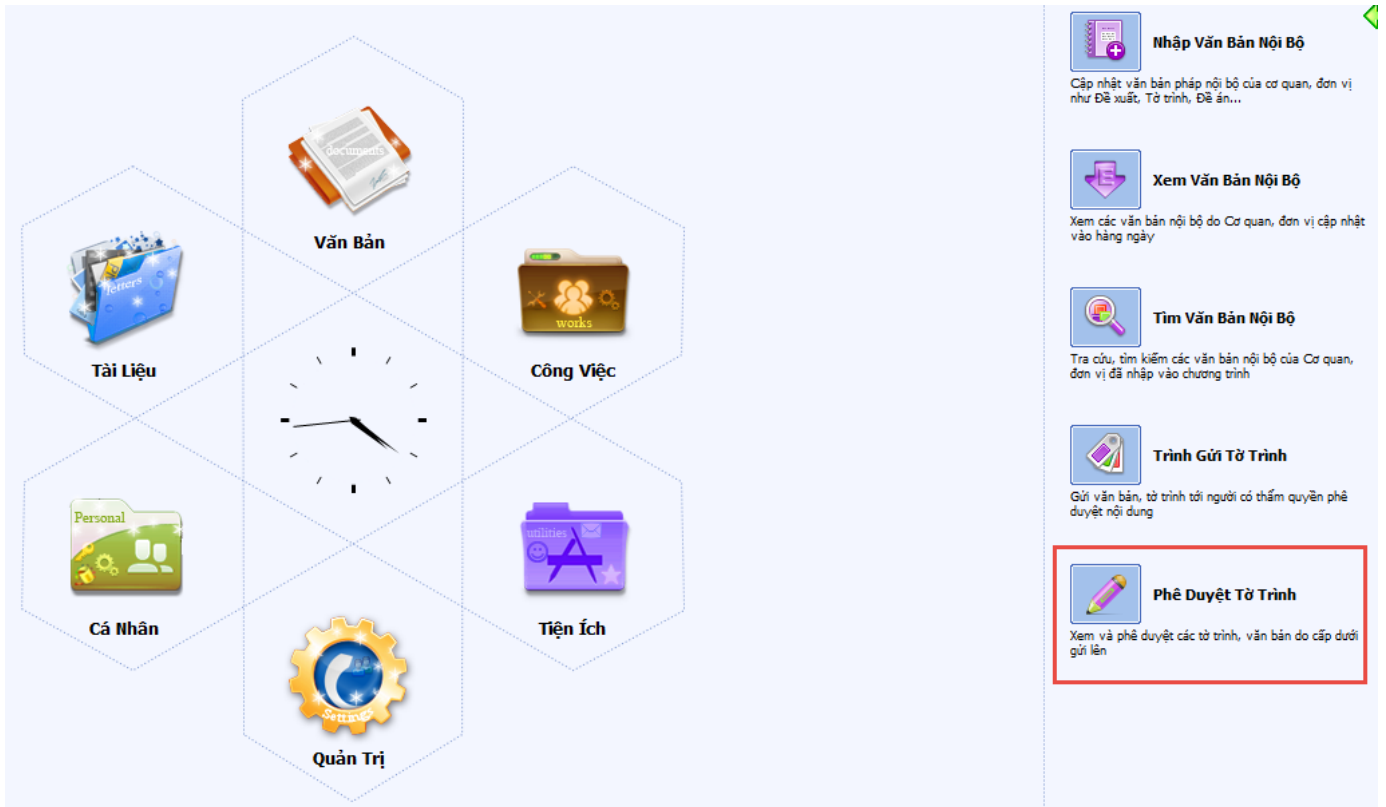 documents
Văn Bản
letters
Tài Liệu
works
Công Việc
Personal
Cá Nhân
utilities
Tiện Ích
Settings
Quản Trị
Nhập Văn Bản Nội Bộ
Cập nhật văn bản pháp nội bộ của cơ quan, đơn vị
như Đề xuất, Tờ trình, Đề án...
Xem Văn Bản Nội Bộ
Xem các văn bản nội bộ do Cơ quan, đơn vị cập nhật
vào hàng ngày
Tìm Văn Bản Nội Bộ
Tra cứu, tìm kiếm các văn bản nội bộ của Cơ quan,
đơn vị đã nhập vào chương trình
Trình Gửi Tờ Trình
Gửi văn bản, tờ trình tới người có thẩm quyền phê
duyệt nội dung
Phê Duyệt Tờ Trình
Xem và phê duyệt các tờ trình, văn bản do cấp dưới
gửi lên